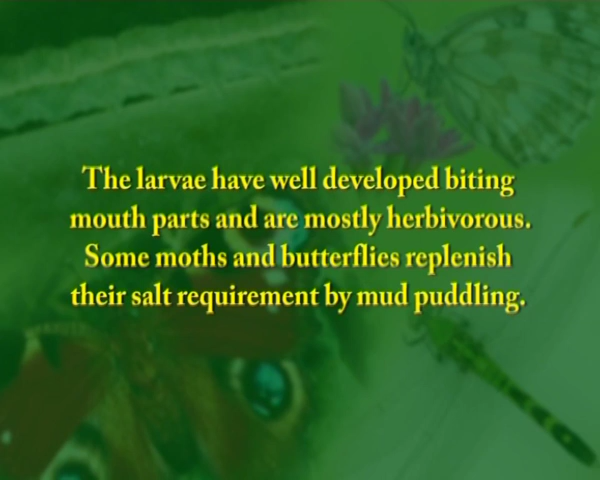 The larvae have well developed biting
mouth parts and are mostly herbivorous.
Some moths and butterflies replenish
their salt requirement by mud puddling.